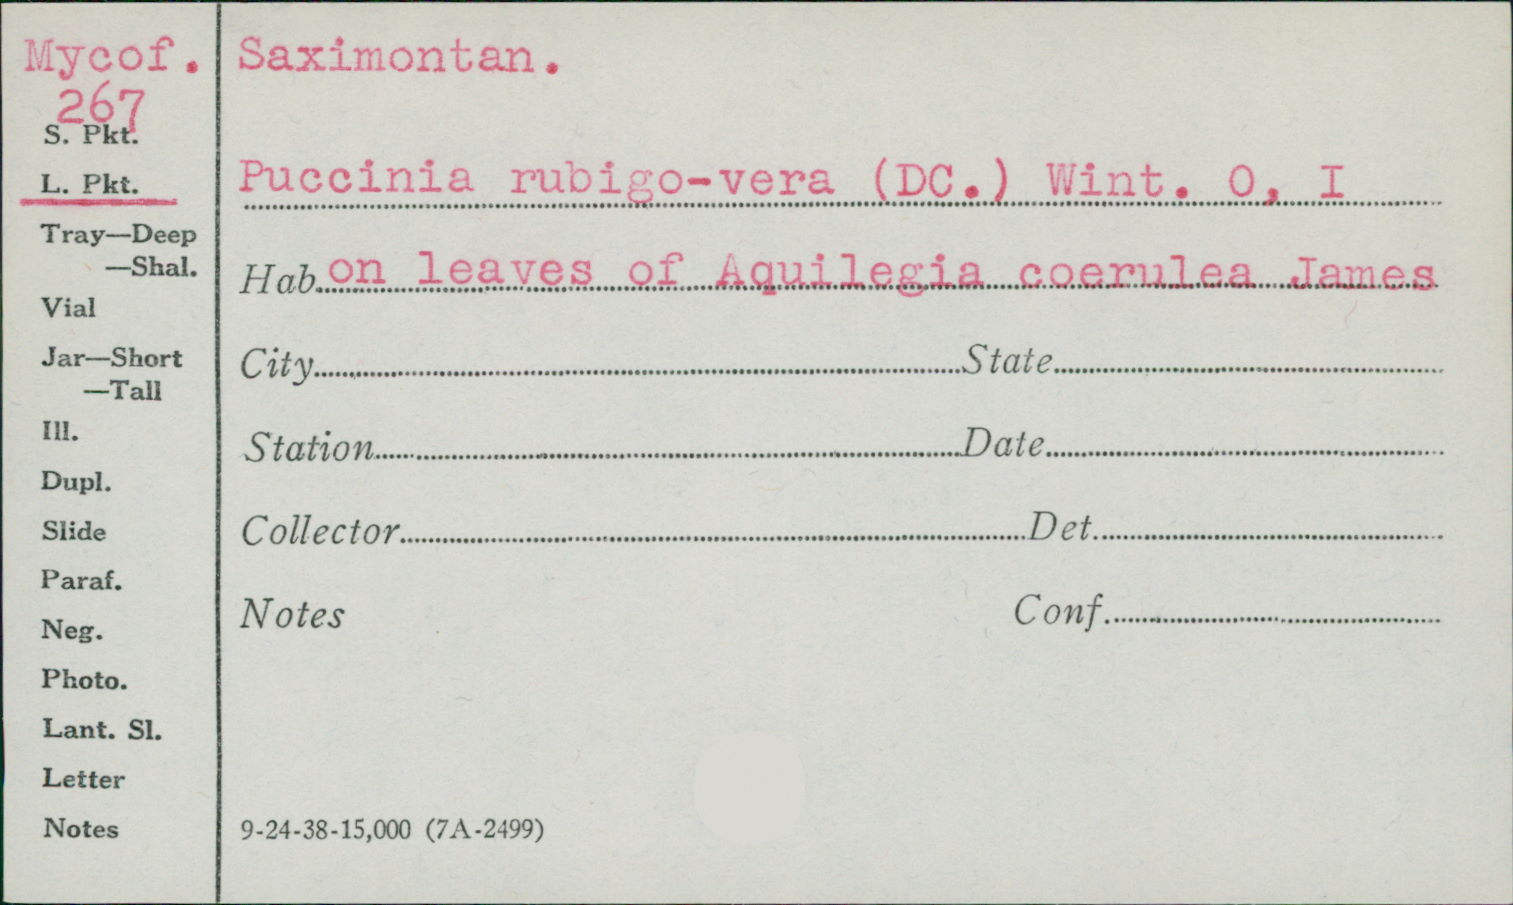 Mycof. Saximontan.
267
S. Pkt.
L. Pkt.
Puccinia rubigo-vera (DC.) Wint. O, I
Tray—Deep
—Shal.
Hab. on leaves of Aquilegia coerulea James
Vial
Jar—Short
—Tall
City State
Ill.
Station Date
Dupl.
Slide
Collector Det.
Paraf.
Neg.
Notes Conf.
Photo.
Lant. Sl.
Letter
Notes
9-24-38-15,000 (7A-2499)